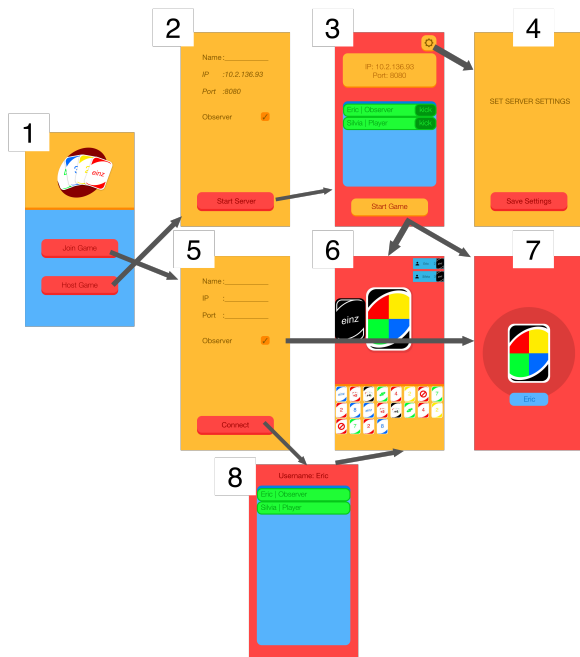 1
einz
Join Game
Host Game
2
Name:
IP :10.2.136.93
Port :8080
Observer
Start Server
3
IP: 10.2.136.93
Port: 8080
Eric | Observer kick
Silvia | Player kick
Start Game
4
SET SERVER SETTINGS
Save Settings
5
Name:
IP :
Port :
Observer
Connect
6
einz
7
Eric
8
Username: Eric
Eric | Observer
Silvia | Player